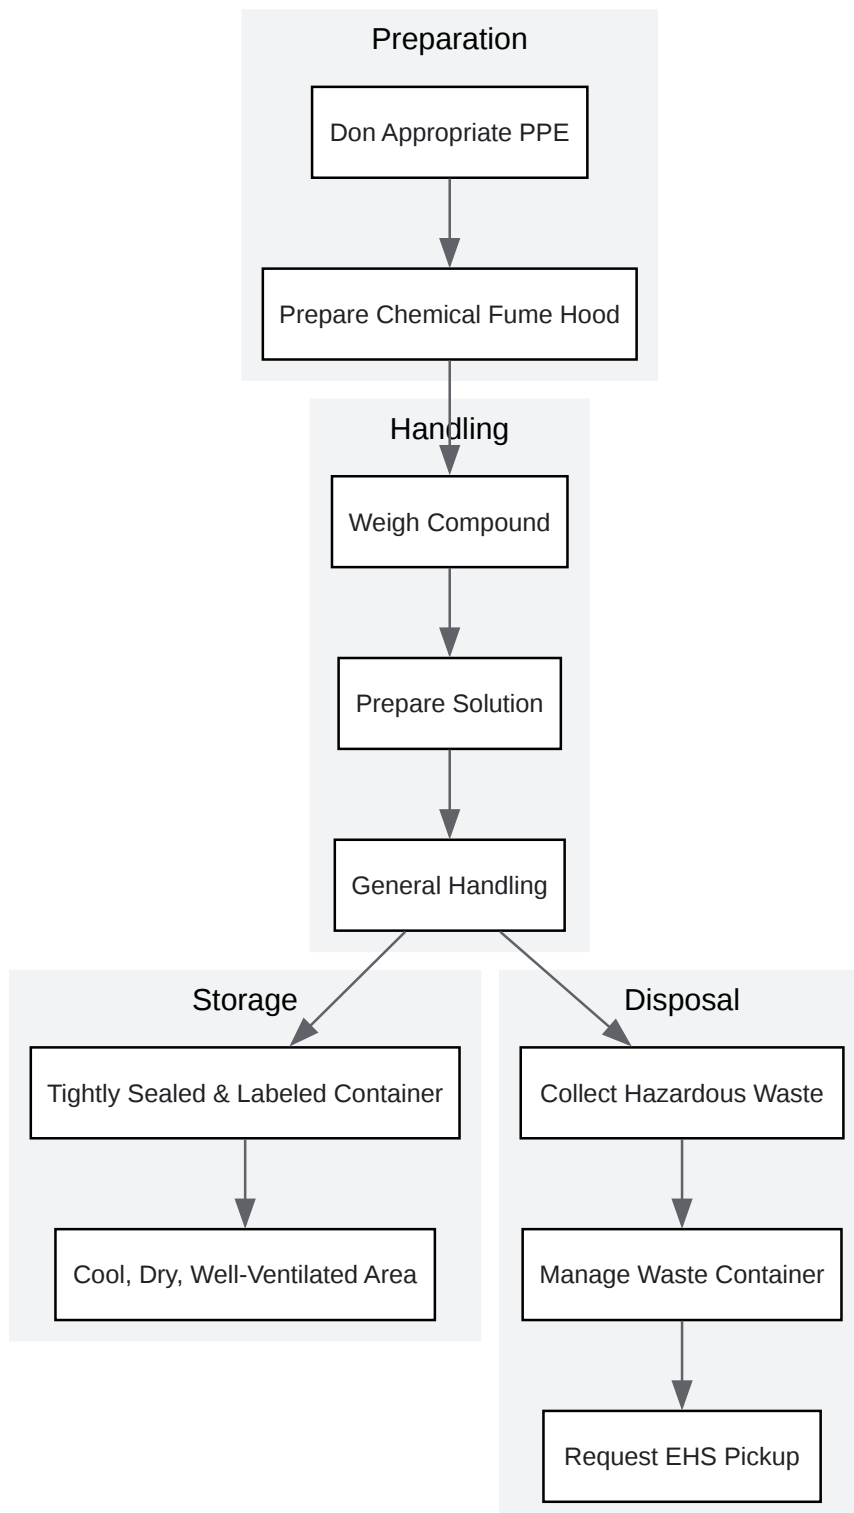 Preparation
Don Appropriate PPE
Prepare Chemical Fume Hood
Handling
Weigh Compound
Prepare Solution
General Handling
Storage
Tightly Sealed & Labeled Container
Cool, Dry, Well-Ventilated Area
Disposal
Collect Hazardous Waste
Manage Waste Container
Request EHS Pickup